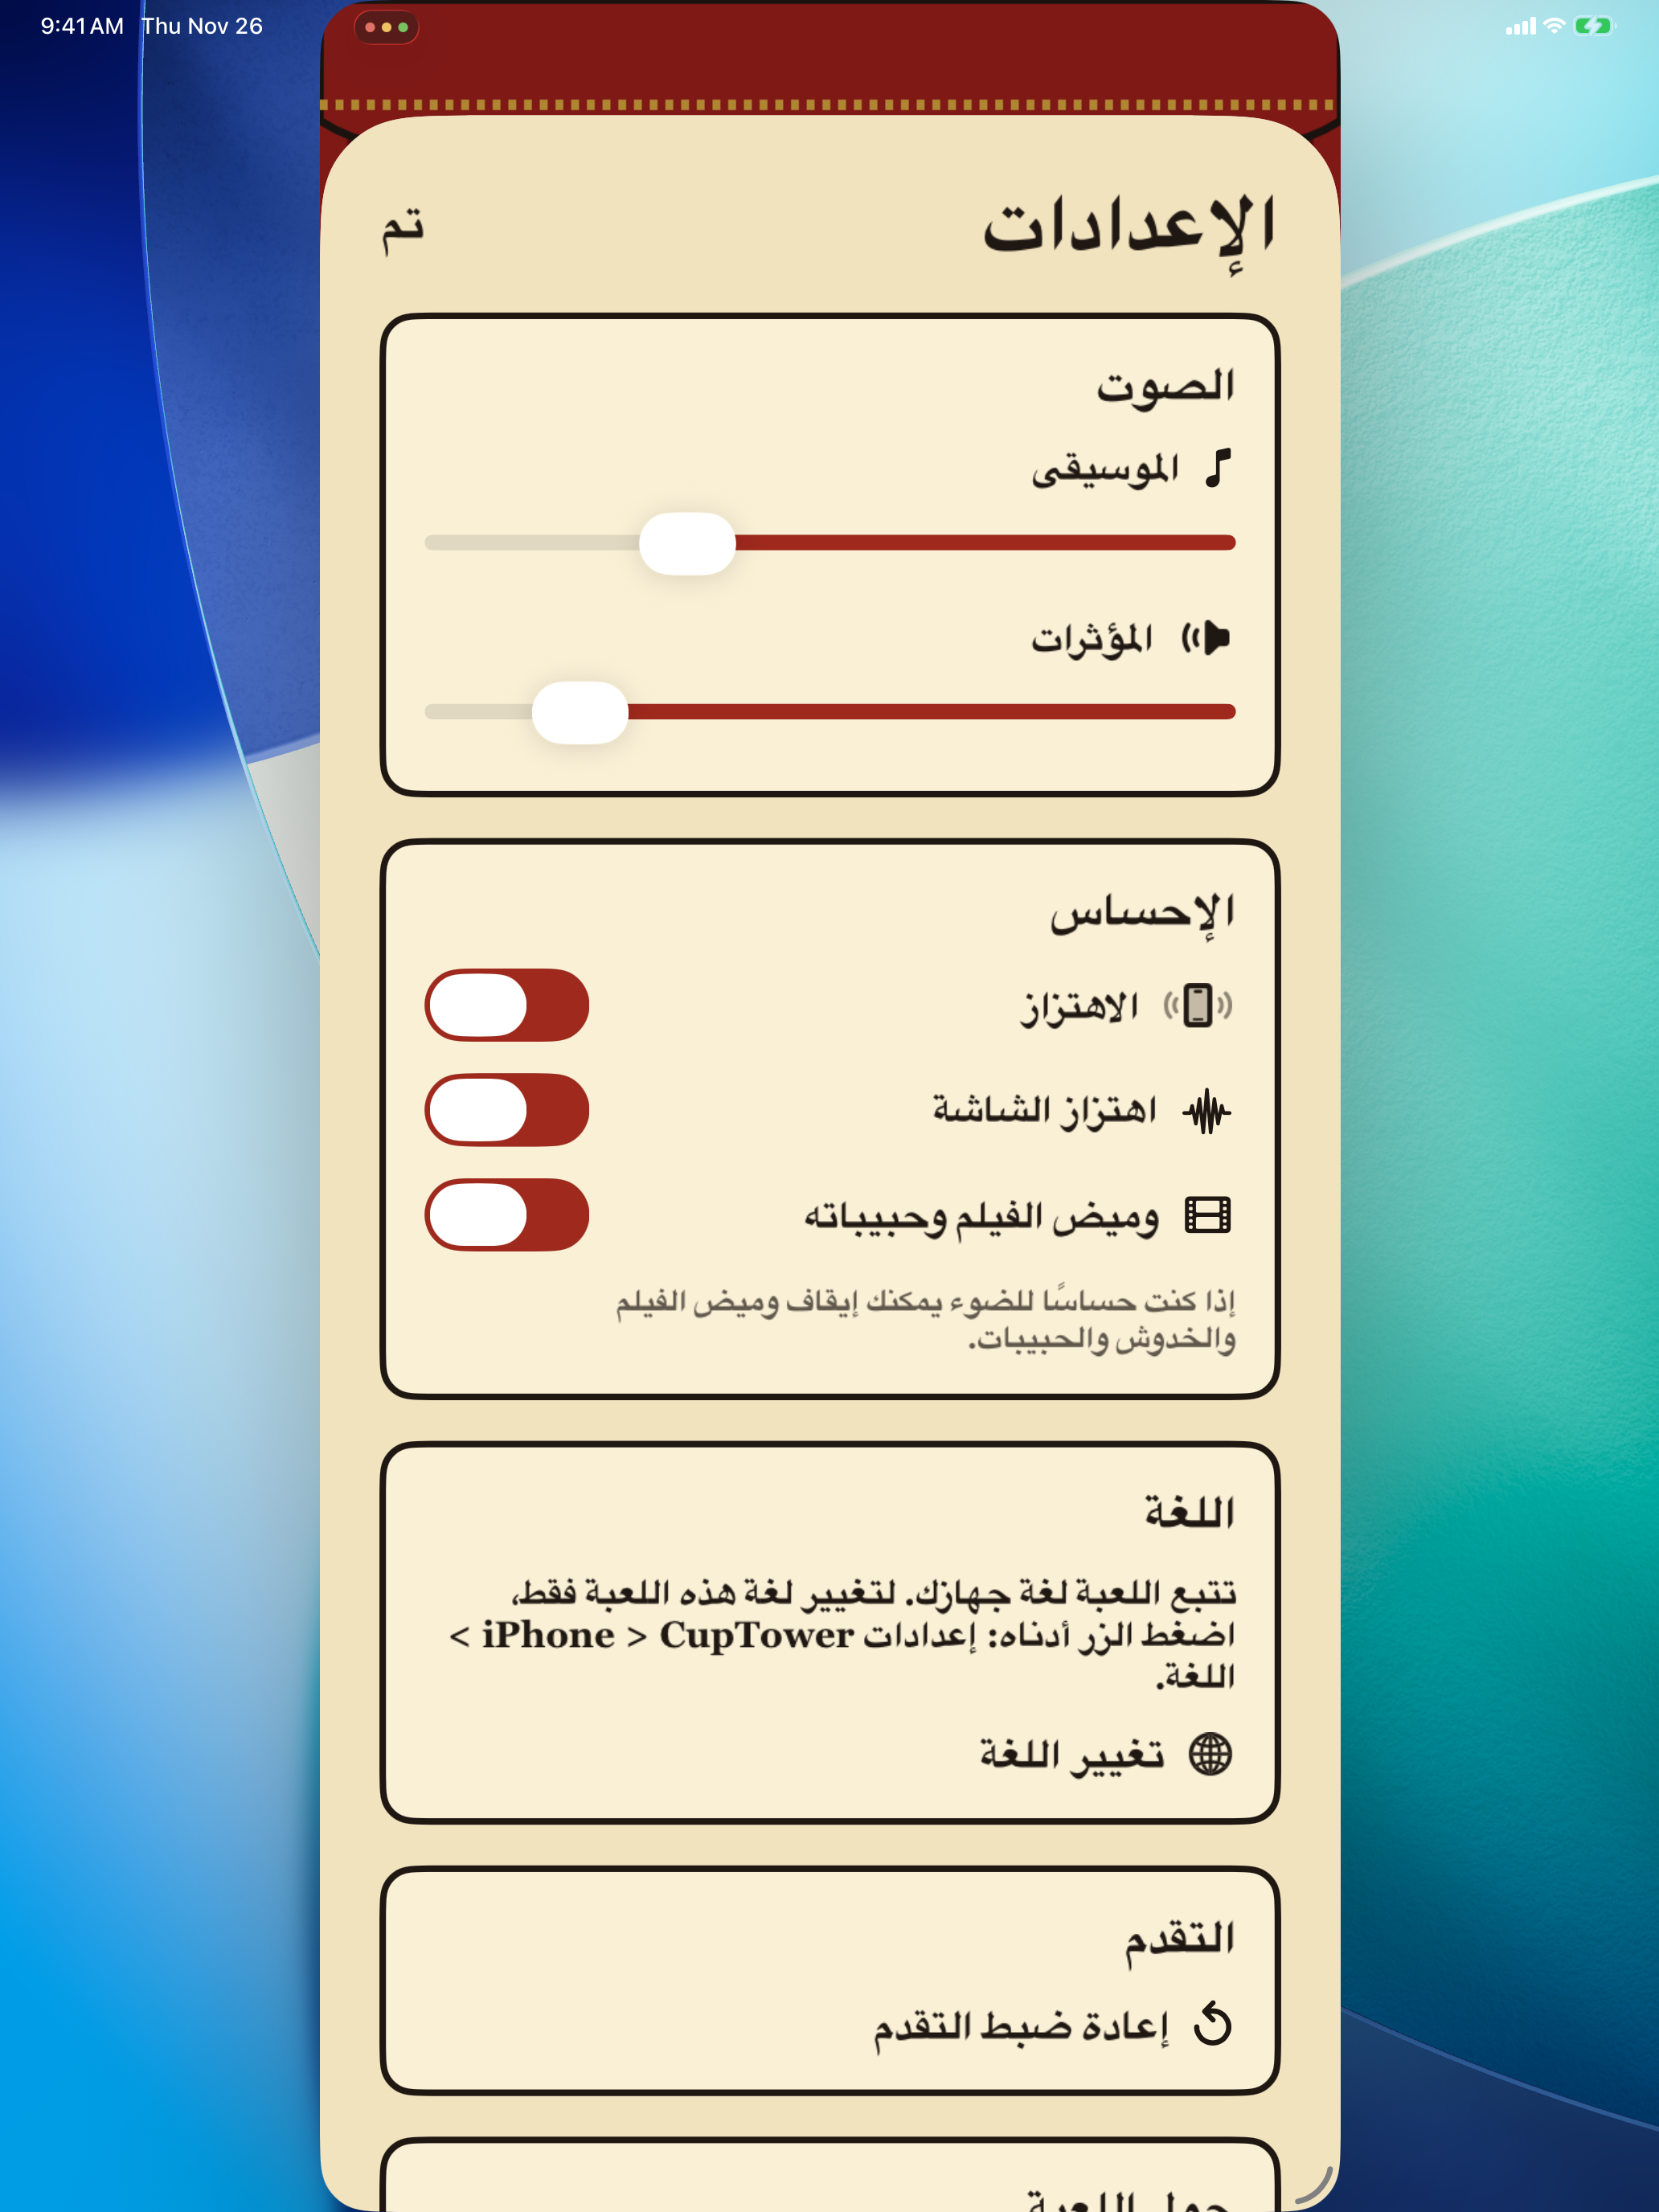 9:41 AM Thu Nov 26
الإعدادات
تم
الصوت
الموسيقى
المؤثرات
الإحساس
الاهتزاز
اهتزاز الشاشة
وميض الفيلم وحبيباته
إذا كنت حساسًا للضوء يمكنك إيقاف وميض الفيلم
والخدوش والحبيبات.
اللغة
تتبع اللعبة لغة جهازك. لتغيير لغة هذه اللعبة فقط،
اضغط الزر أدناه: إعدادات iPhone > CupTower >
اللغة.
تغيير اللغة
التقدم
إعادة ضبط التقدم
حول اللعبة